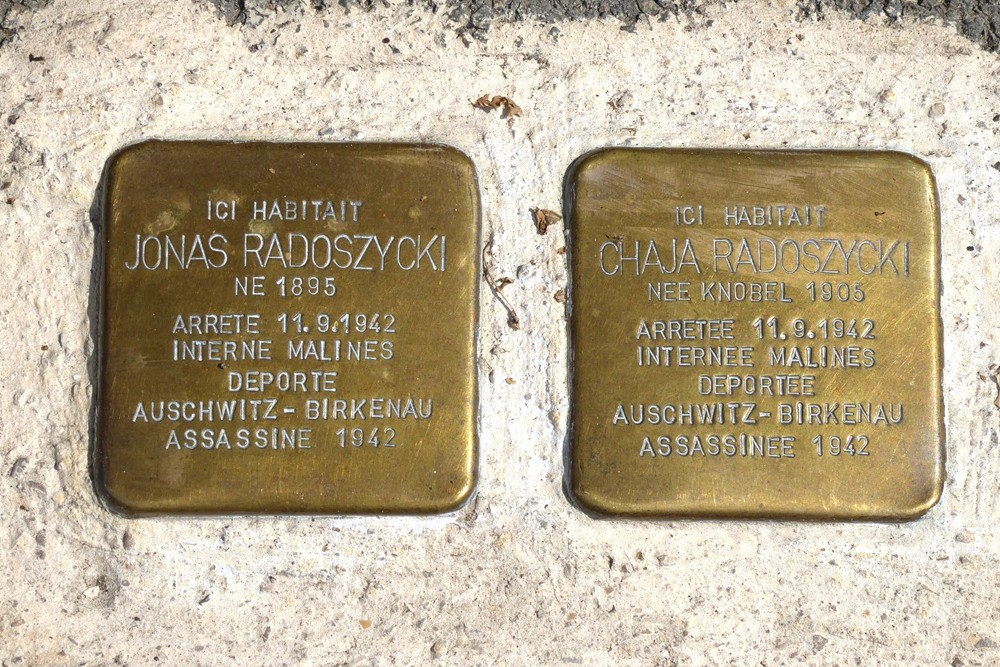 ICI HABITAIT
JONAS RADOSZYCKI
NE 1895
ARRETE 11.9.1942
INTERNE MALINES
DEPORTE
AUSCHWITZ-BIRKENAU
ASSASSINE 1942
ICI HABITAIT
CHAJA RADOSZYCKI
NEE KNOBEL 1905
ARRETEE 11.9.1942
INTERNEE MALINES
DEPORTEE
AUSCHWITZ-BIRKENAU
ASSASSINEE 1942